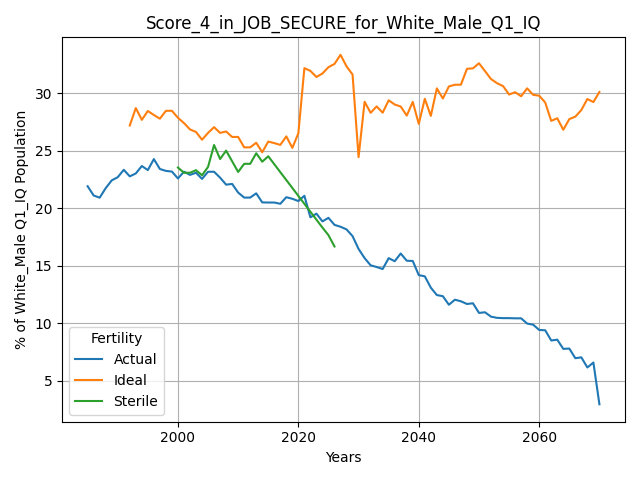 Score_4_in_JOB_SECURE_for_White_Male_Q1_IQ
% of White_Male Q1_IQ Population
30
25
20
15
10
5
Fertility
Actual
Ideal
Sterile
2000
2020
2040
2060
Years